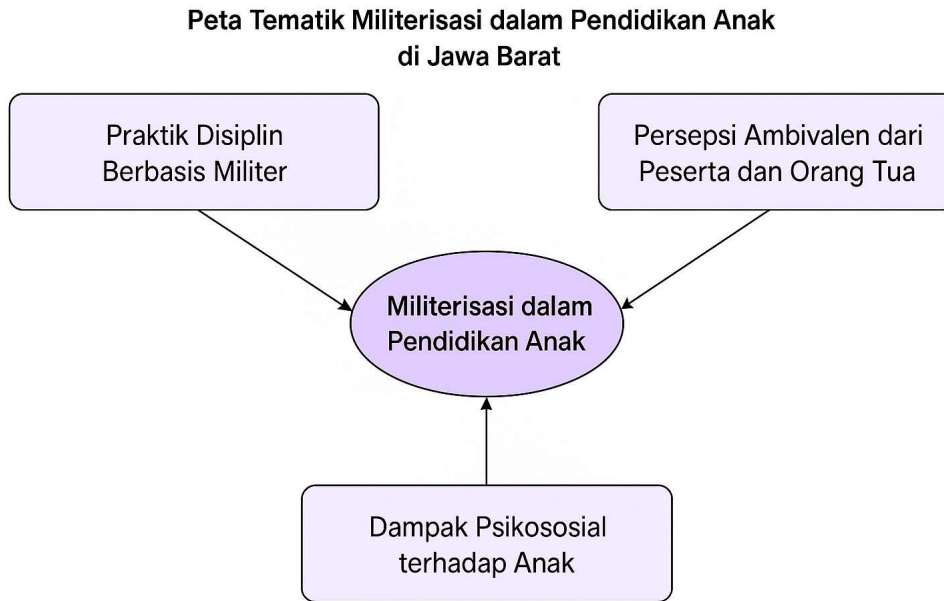 Peta Tematik Militerisasi dalam Pendidikan Anak
di Jawa Barat
Praktik Disiplin
Berbasis Militer
Persepsi Ambivalen dari
Peserta dan Orang Tua
Militerisasi dalam
Pendidikan Anak
Dampak Psikososial
terhadap Anak